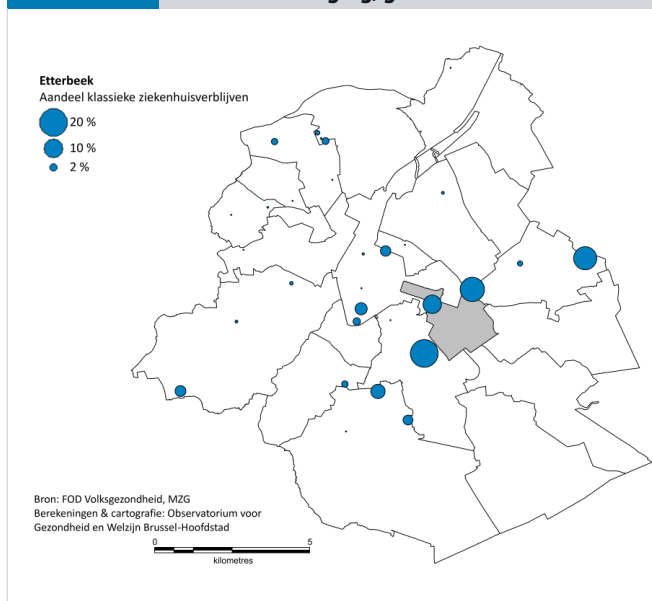 Etterbeek
Aandeel klassieke ziekenhuisverblijven
20 %
10 %
2 %
Bron: FOD Volksgezondheid, MZG
Berekeningen & cartografie: Observatorium voor
Gezondheid en Welzijn Brussel-Hoofdstad
0 5
kilometres